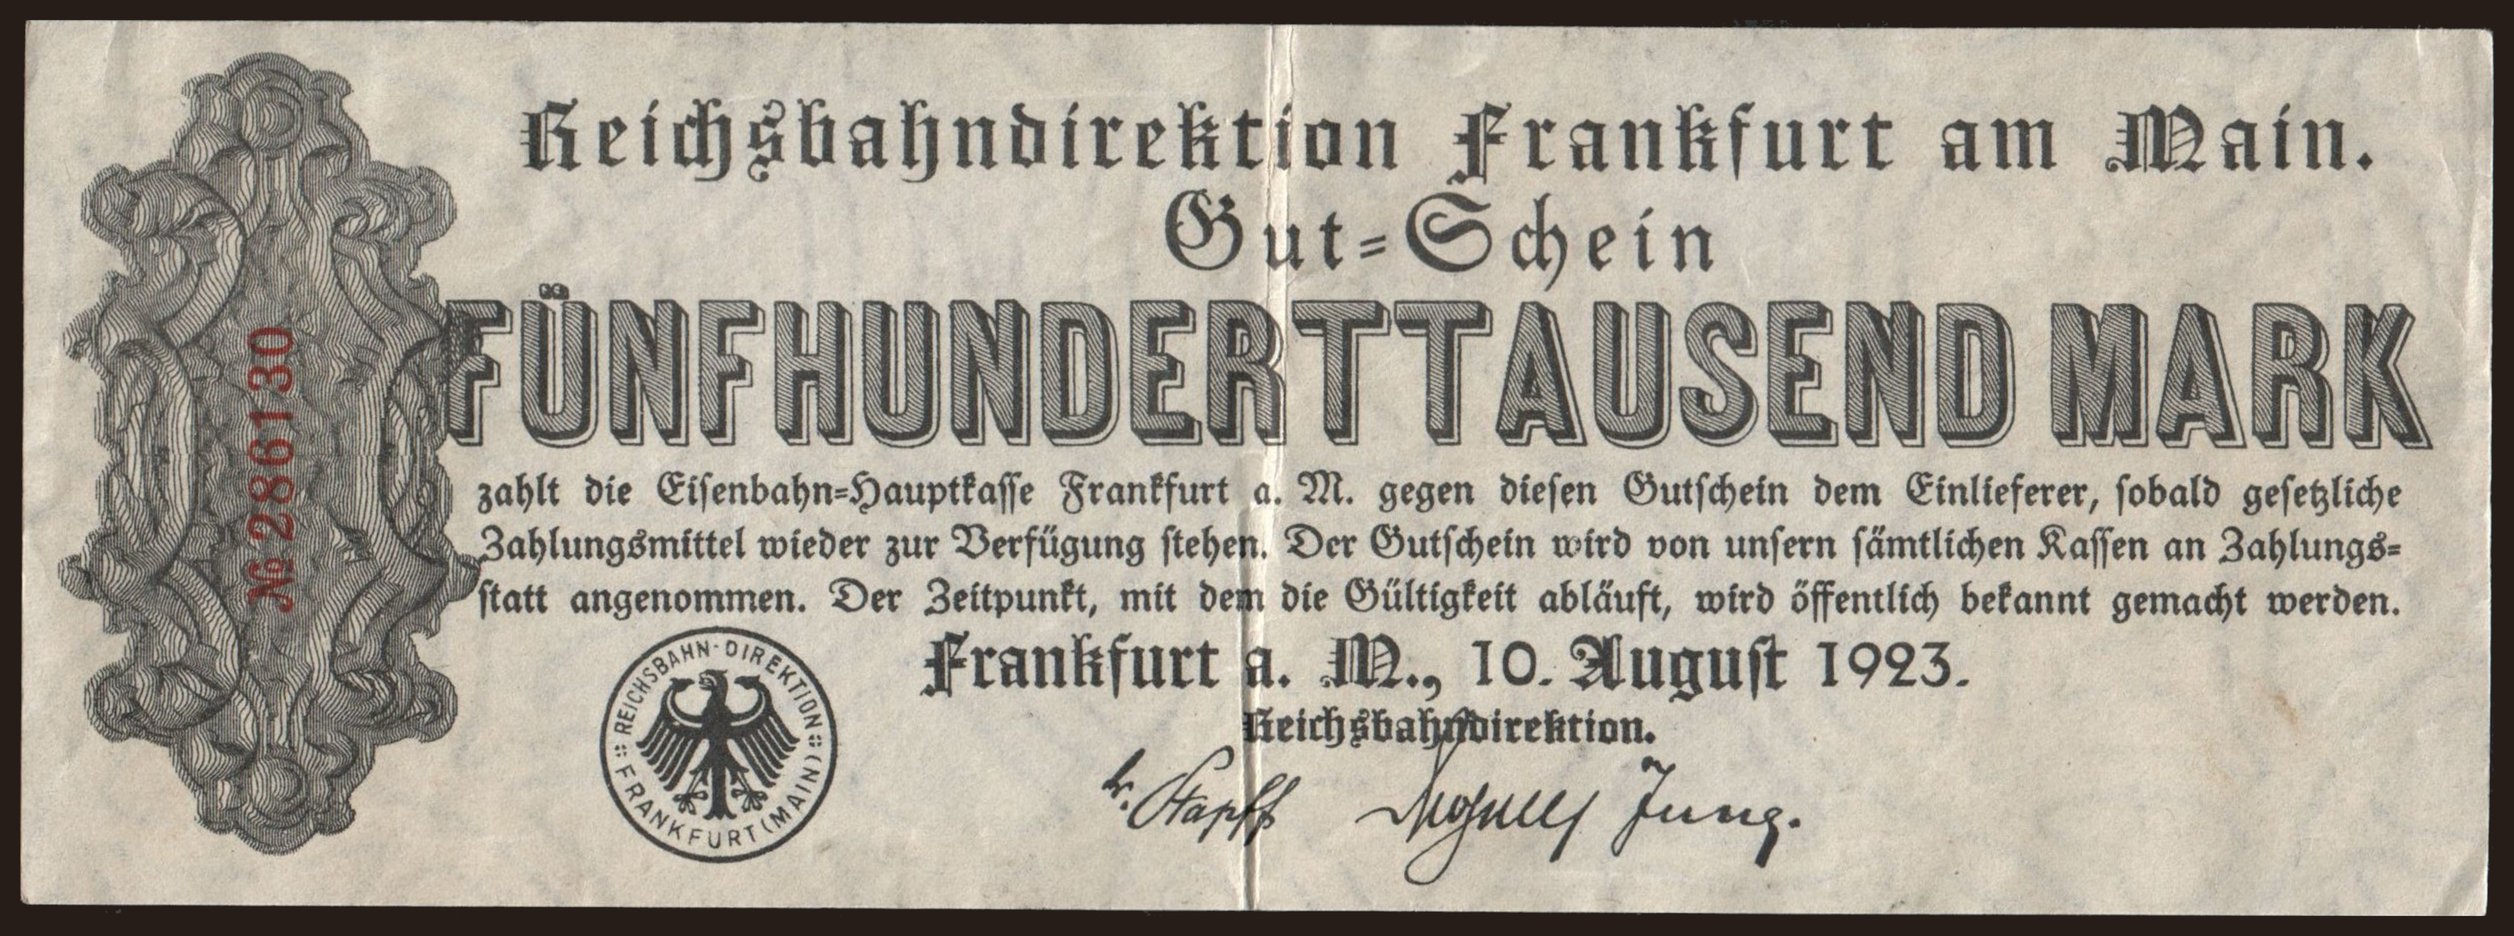 Reichsbahndirektion Frankfurt am Main.
Gut=Schein
FÜNFHUNDERTTAUSEND MARK
zahlt die Eisenbahn=Hauptkasse Frankfurt a. M. gegen diesen Gutschein dem Einlieferer, sobald gesetzliche
Zahlungsmittel wieder zur Verfügung stehen. Der Gutschein wird von unsern sämtlichen Kassen an Zahlungs=
statt angenommen. Der Zeitpunkt, mit dem die Gültigkeit abläuft, wird öffentlich bekannt gemacht werden.
Frankfurt a. M., 10. August 1923.
Reichsbahndirektion.
Stapff Jung.
№ 2886130
REICHSBAHN-DIREKTION
FRANKFURT (MAIN)